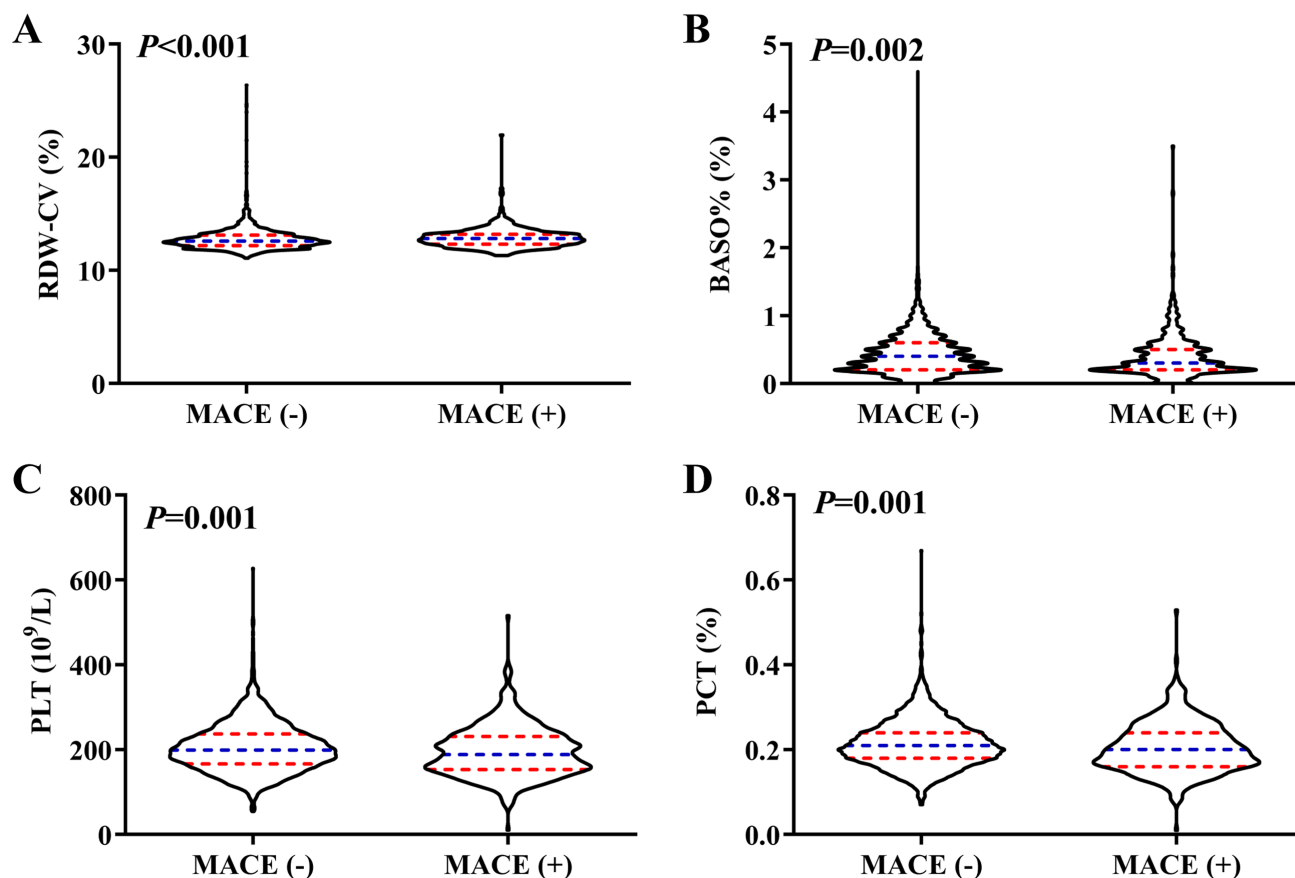 A
P<0.001
RDW-CV (%)
30
20
10
0
MACE (-)
MACE (+)
B
P=0.002
BASO% (%)
5
4
3
2
1
0
MACE (-)
MACE (+)
C
P=0.001
PLT (10⁹/L)
800
600
400
200
0
MACE (-)
MACE (+)
D
P=0.001
PCT (%)
0.8
0.6
0.4
0.2
0.0
MACE (-)
MACE (+)